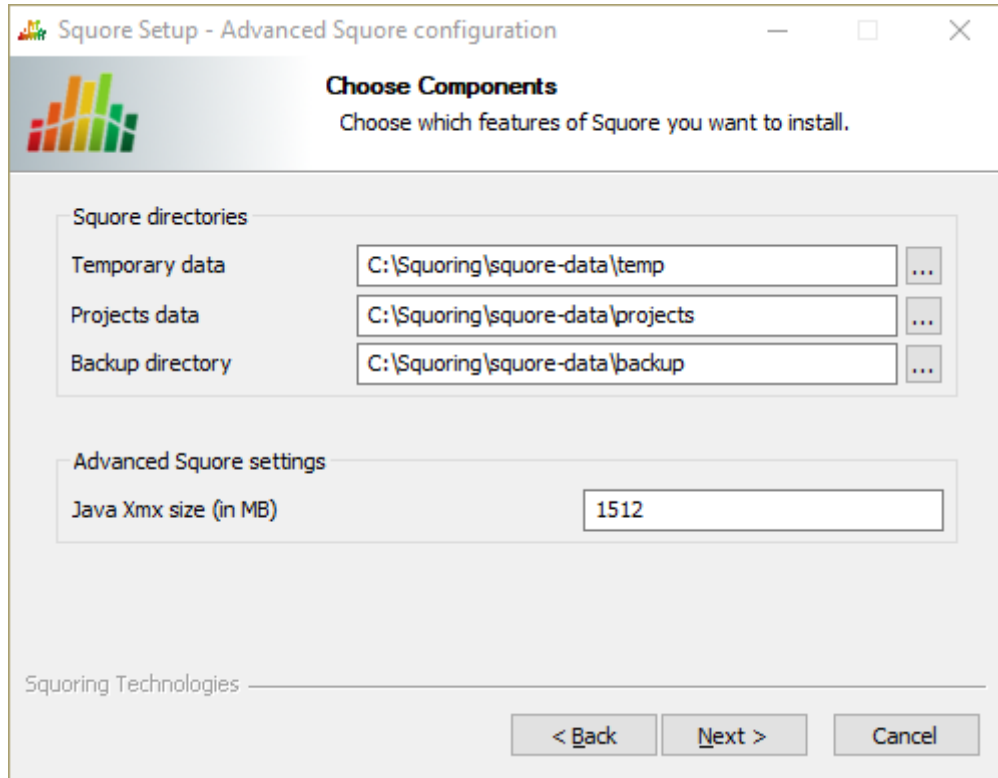 Squore Setup - Advanced Squore configuration
Choose Components
Choose which features of Squore you want to install.
Squore directories
Temporary data C:\Squoring\squore-data\temp ...
Projects data C:\Squoring\squore-data\projects ...
Backup directory C:\Squoring\squore-data\backup ...
Advanced Squore settings
Java Xmx size (in MB) 1512
Squoring Technologies
< Back Next > Cancel